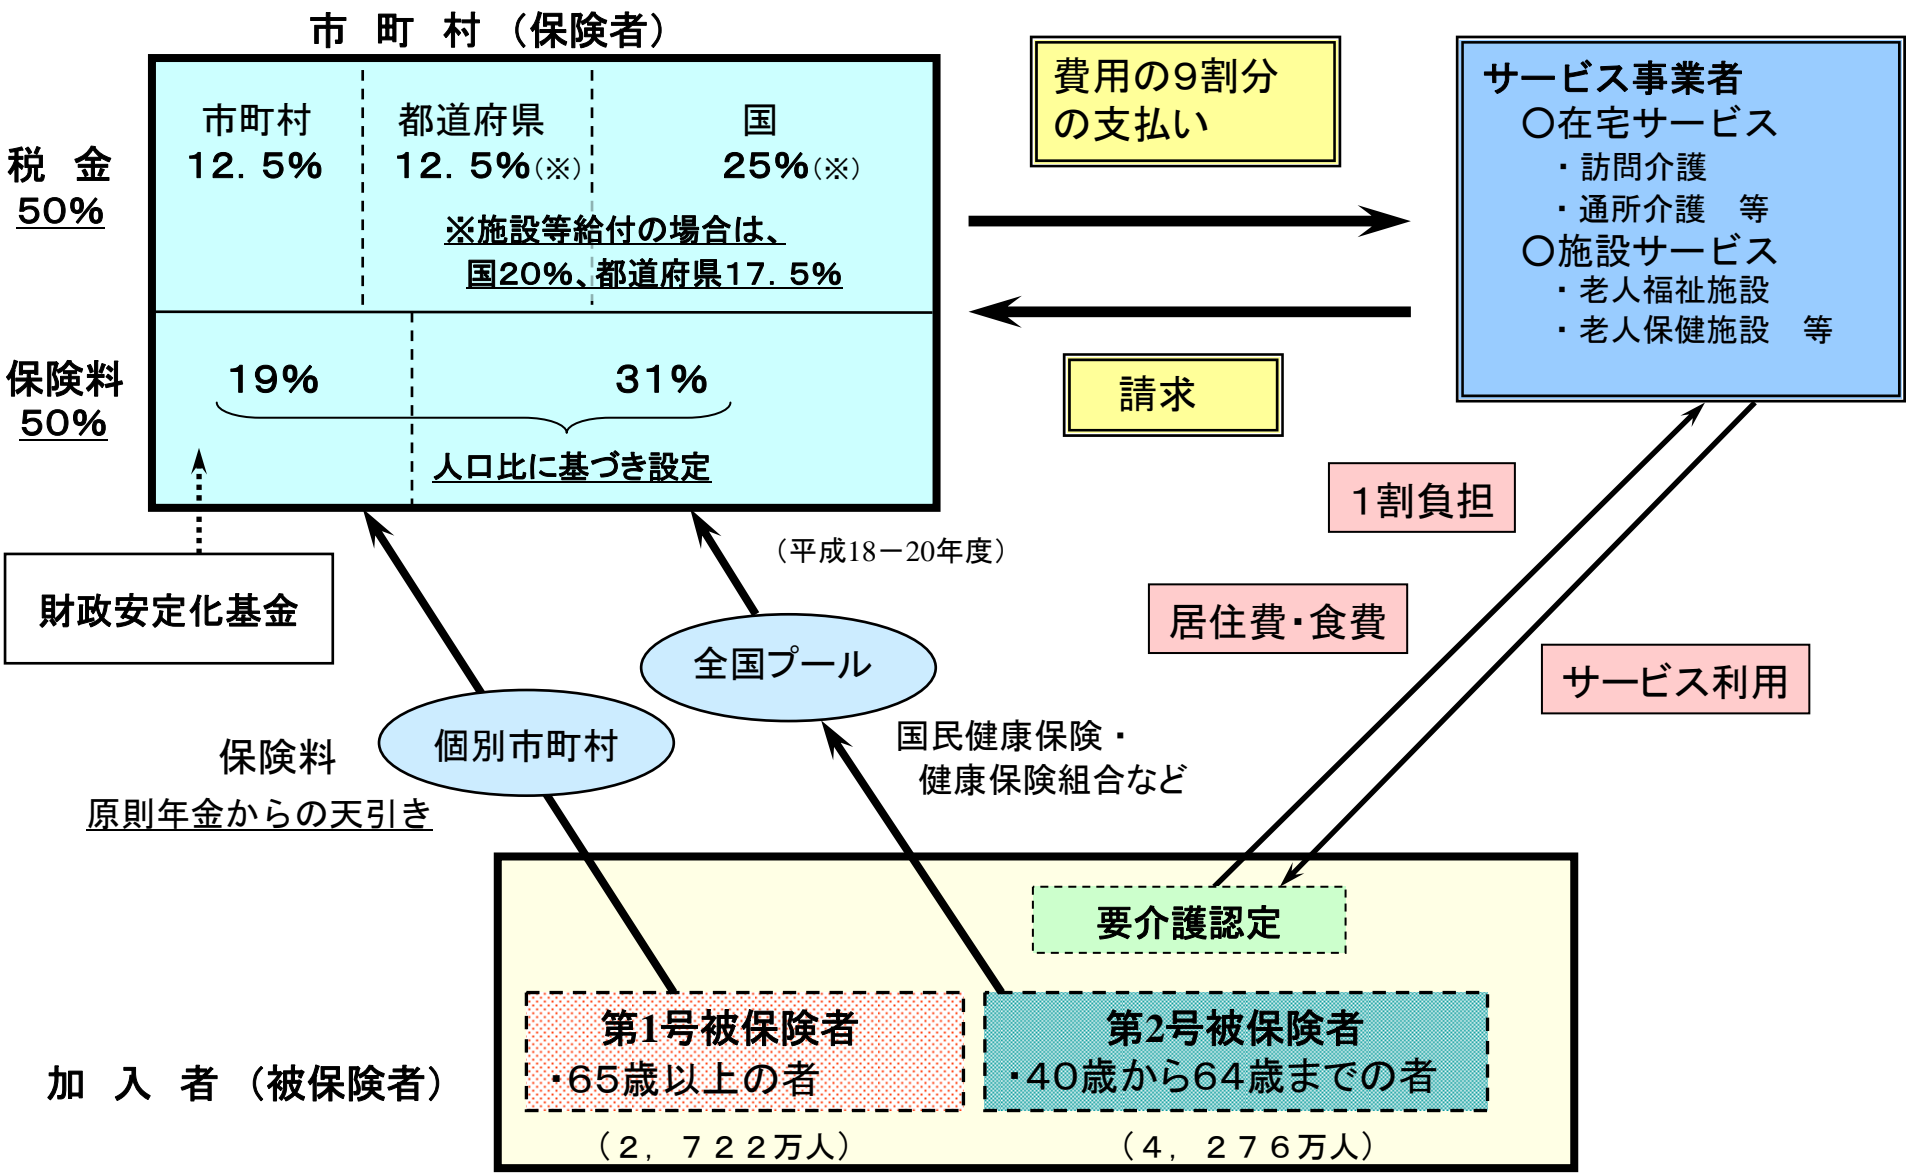 市　町　村　（保険者）
市町村
12．5%
都道府県
12．5%（※）
国
25%（※）
税　金
50%
※施設等給付の場合は、
国20%、都道府県17．5%
保険料
50%
19%
31%
人口比に基づき設定
費用の9割分
の支払い
請求
サービス事業者
○在宅サービス
・訪問介護
・通所介護　等
○施設サービス
・老人福祉施設
・老人保健施設　等
1割負担
居住費・食費
サービス利用
（平成18－20年度）
財政安定化基金
全国プール
個別市町村
保険料
原則年金からの天引き
国民健康保険・
健康保険組合など
要介護認定
第1号被保険者
・65歳以上の者
（２，７２２万人）
第2号被保険者
・40歳から64歳までの者
（４，２７６万人）
加　入　者　（被保険者）